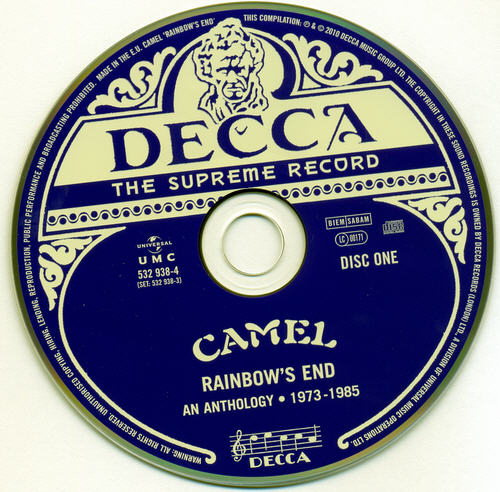 MADE IN THE E.U. CAMEL "RAINBOW'S END" THIS COMPILATION: ℗ & © 2010 DECCA MUSIC GROUP LTD. THE COPYRIGHT IN THESE SOUND RECORDINGS IS OWNED BY DECCA RECORDS (LONDON) LTD. A DIVISION OF UNIVERSAL MUSIC OPERATIONS LTD.
ALL RIGHTS RESERVED. UNAUTHORISED COPYING, HIRING, LENDING, REPRODUCTION, PUBLIC PERFORMANCE AND BROADCASTING PROHIBITED.
DECCA
THE SUPREME RECORD
UNIVERSAL
UMC
532 938-4
(SET: 532 938-3)
BIEM SABAM
LC 00171
DISC ONE
CAMEL
RAINBOW'S END
AN ANTHOLOGY • 1973-1985
DECCA